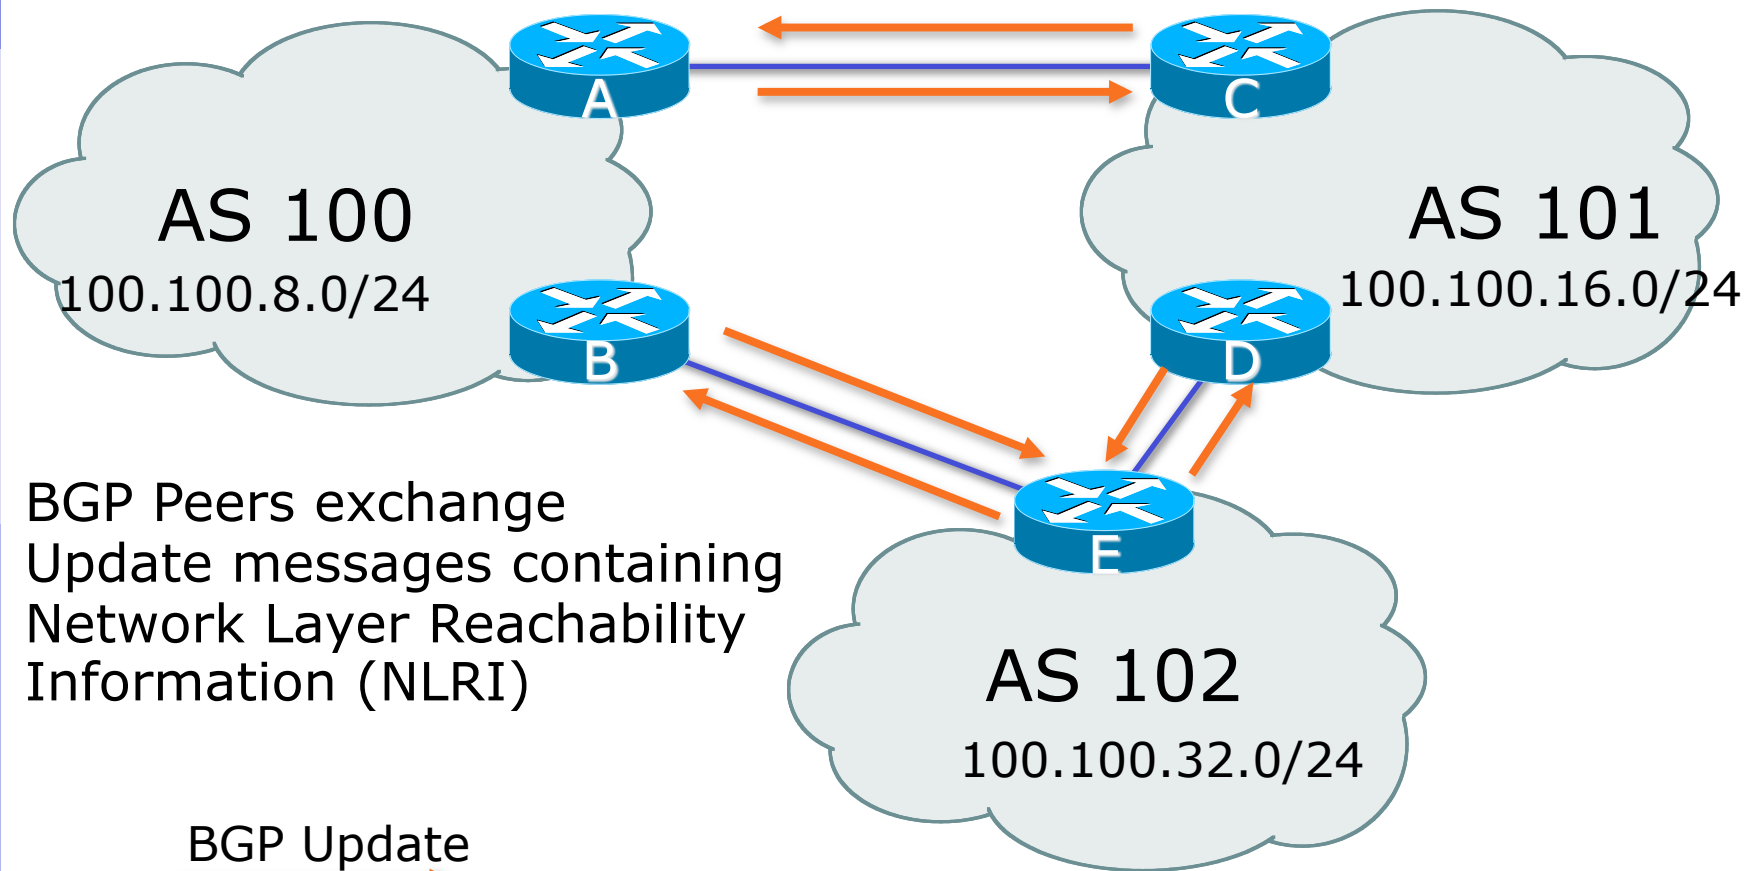 A
C
AS 100
100.100.8.0/24
AS 101
100.100.16.0/24
B
D
BGP Peers exchange
Update messages containing
Network Layer Reachability
Information (NLRI)
E
AS 102
100.100.32.0/24
BGP Update